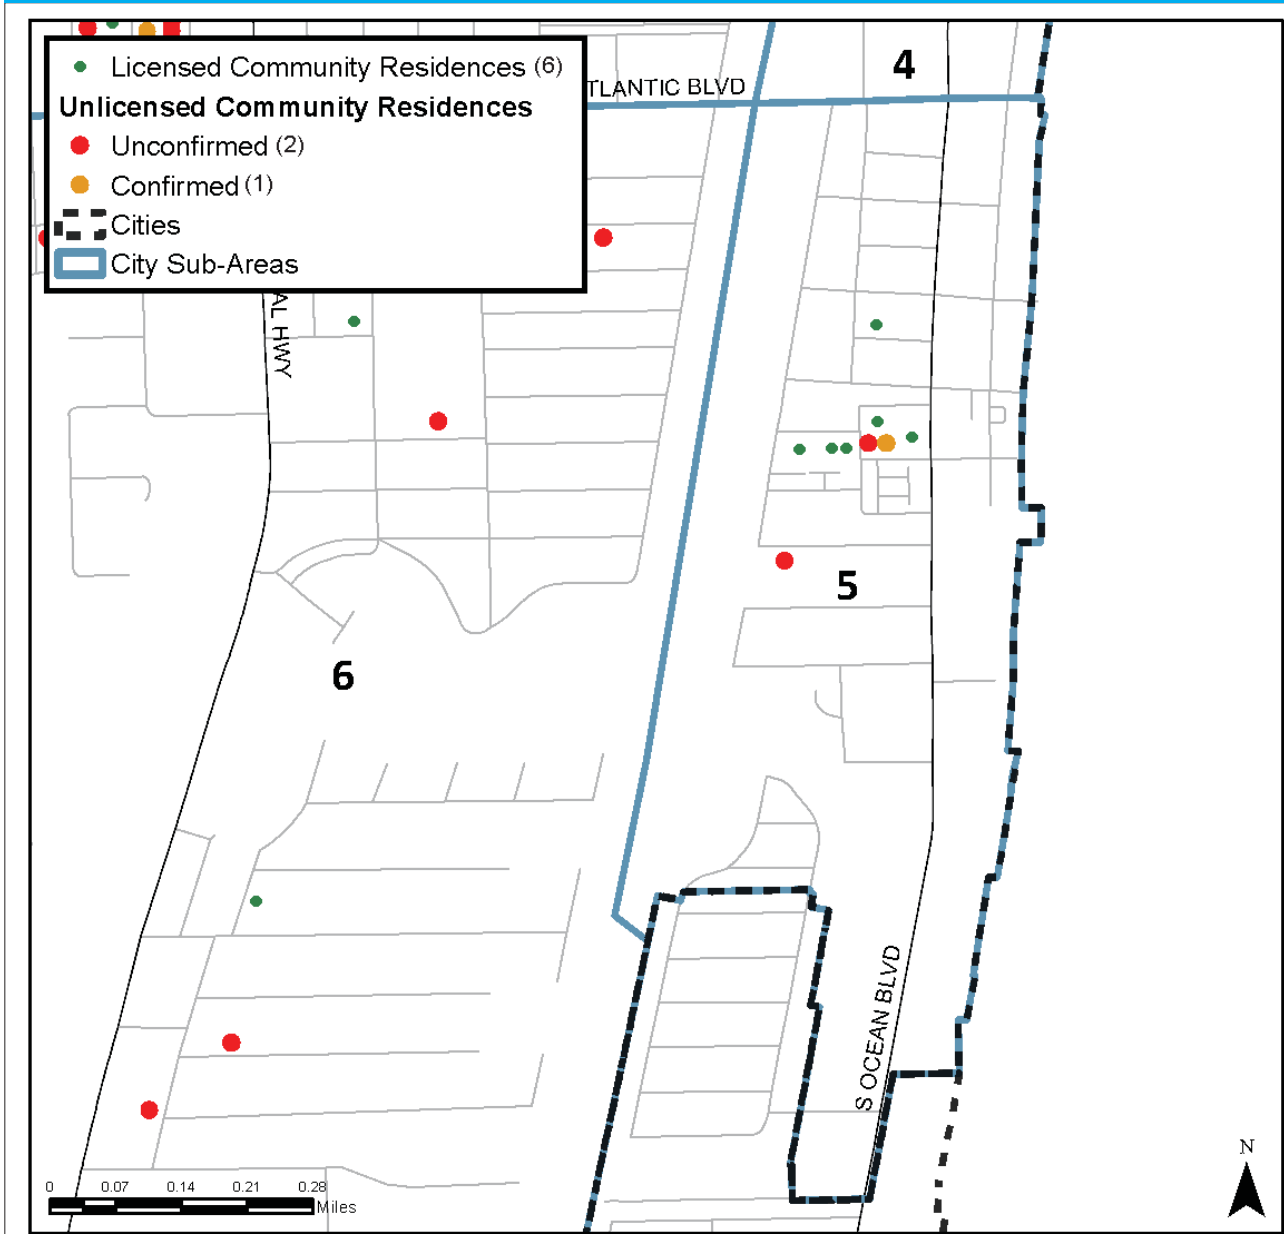 Licensed Community Residences (6)
Unlicensed Community Residences
Unconfirmed (2)
Confirmed (1)
Cities
City Sub-Areas
TLANTIC BLVD
4
AL HWY
5
6
S OCEAN BLVD
N
0 0.07 0.14 0.21 0.28
Miles